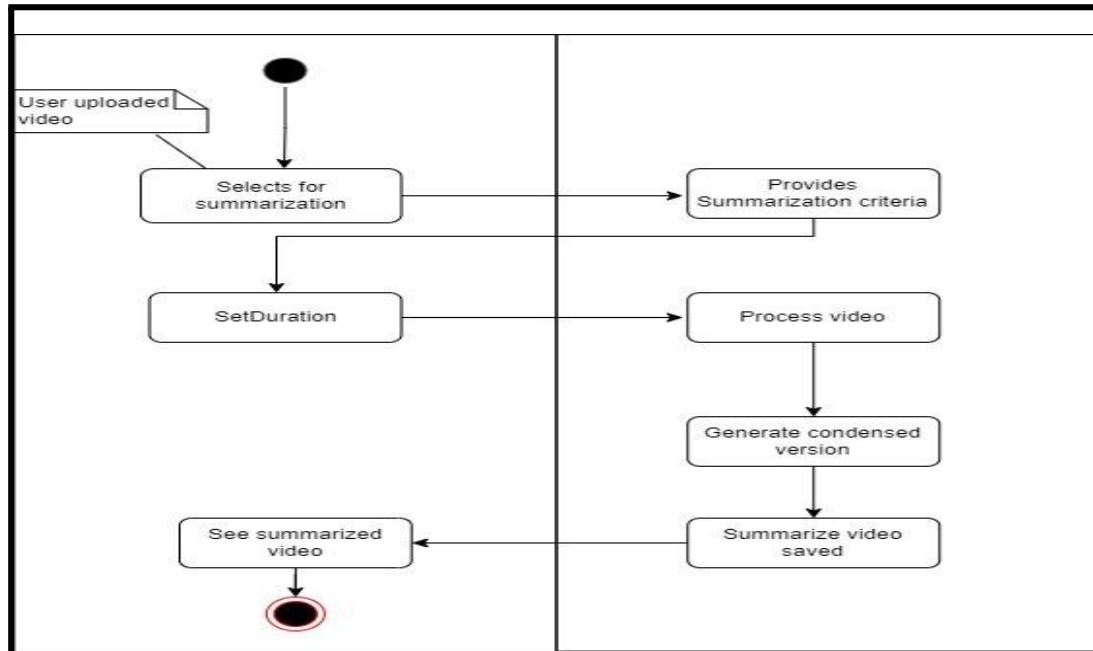 User uploaded
video
Selects for
summarization
Provides
Summarization criteria
SetDuration
Process video
Generate condensed
version
See summarized
video
Summarize video
saved